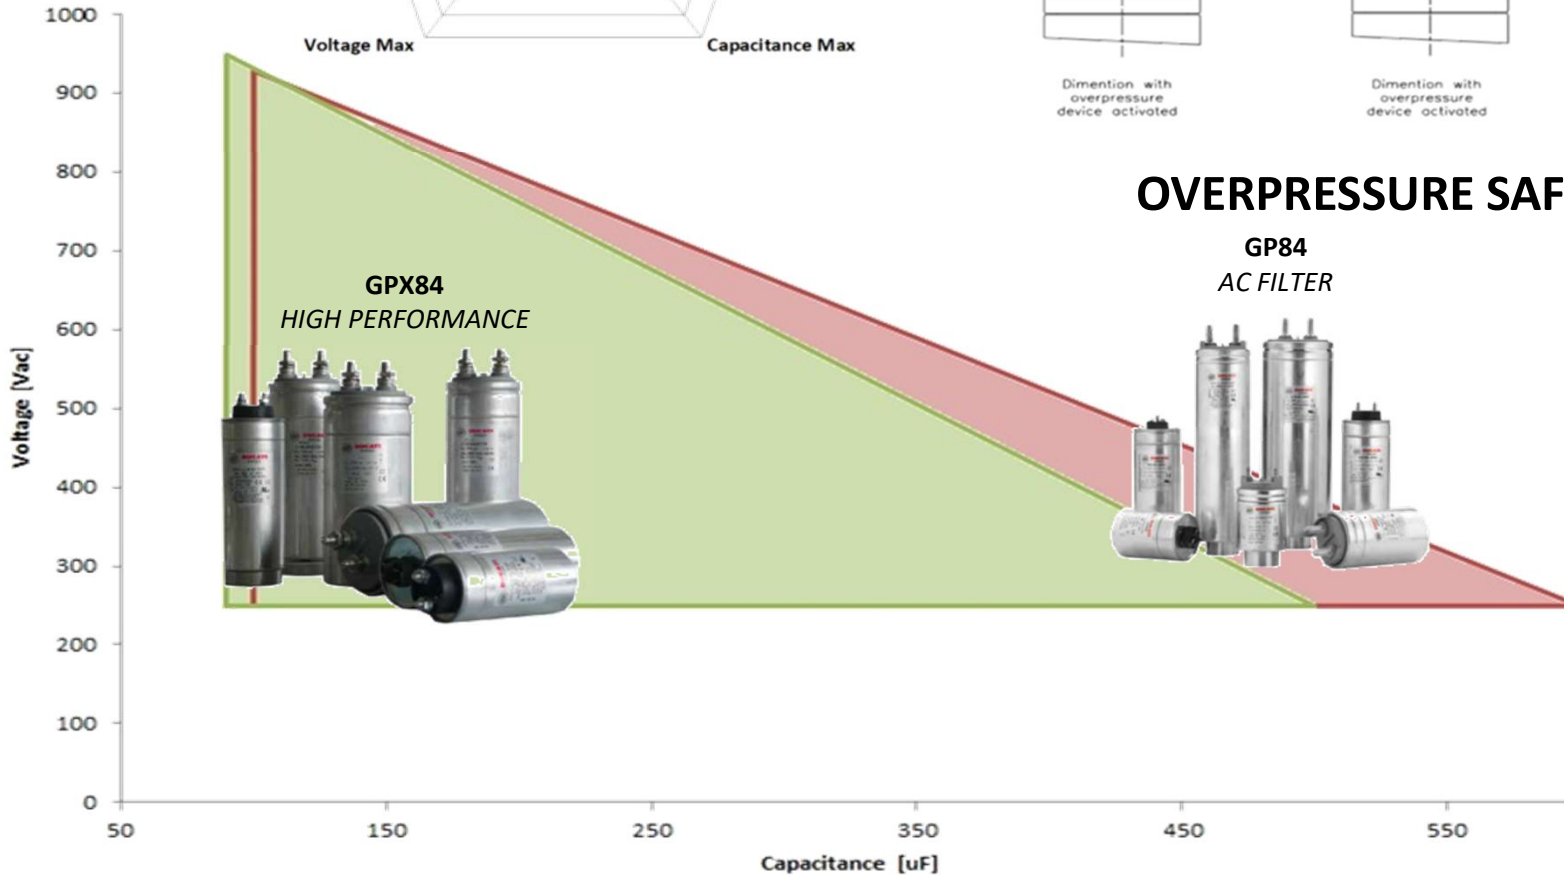 1000
Voltage Max
Capacitance Max
Dimention with
overpressure
device activated
Dimention with
overpressure
device activated
900
800
OVERPRESSURE SAF
GP84
AC FILTER
700
GPX84
HIGH PERFORMANCE
600
Voltage [Vac]
500
400
300
200
100
0
50
150
250
350
450
550
Capacitance [uF]